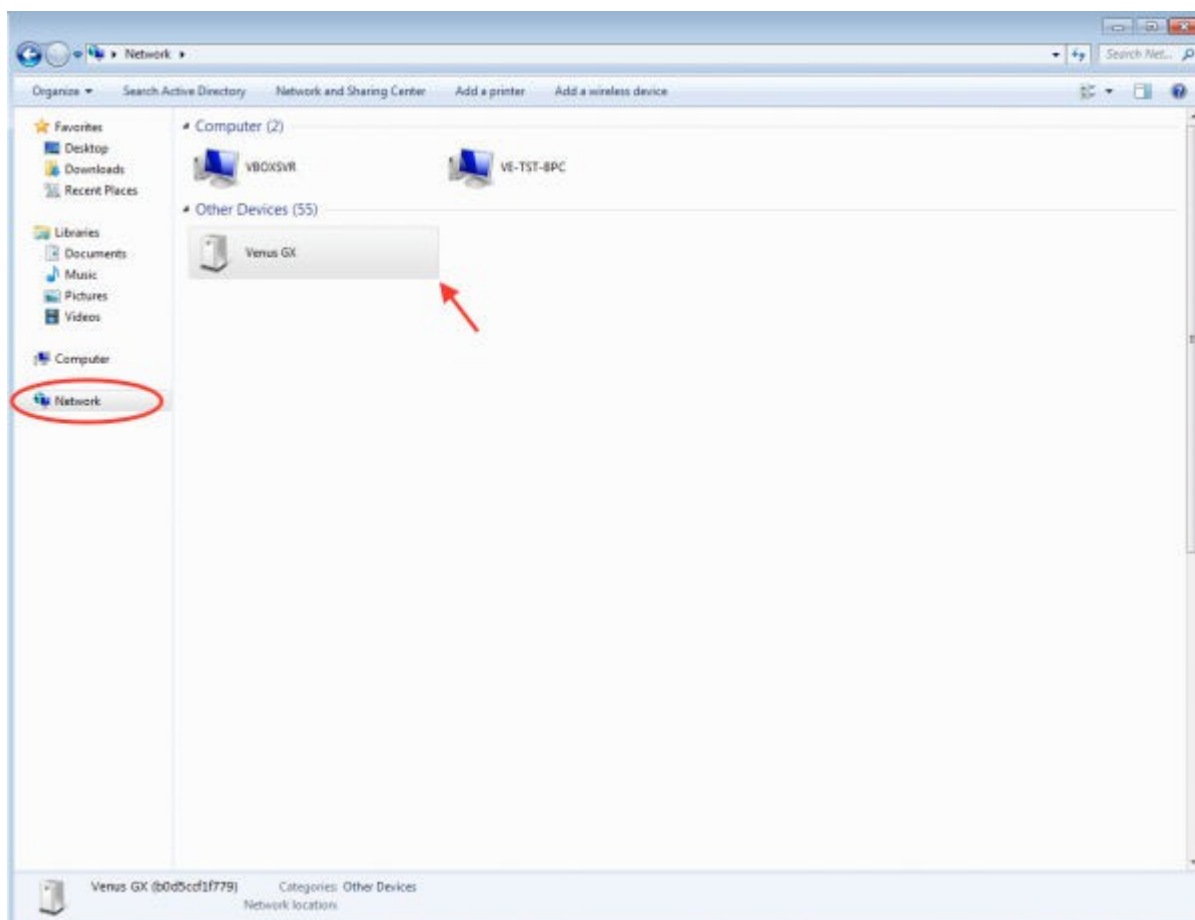 Network
Search Net...
Organize Search Active Directory Network and Sharing Center Add a printer Add a wireless device
Favorites
Desktop
Downloads
Recent Places
Libraries
Documents
Music
Pictures
Videos
Computer
Network
Computer (2)
VBOXSVR VE-TST-BPC
Other Devices (55)
Venus GX
Venus GX (b0d5ccf1f779) Categories: Other Devices
Network location: